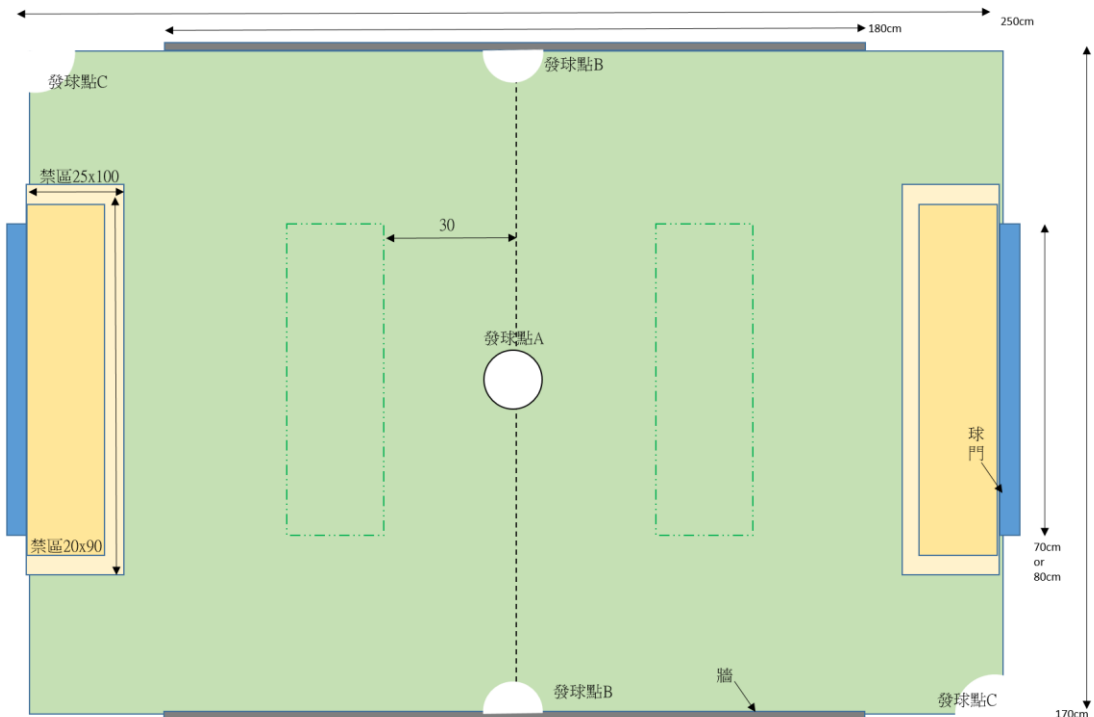 250cm
180cm
發球點B
發球點C
禁區25x100
30
發球點A
球
門
禁區20x90
70cm
or
80cm
牆
發球點B
發球點C
170cm